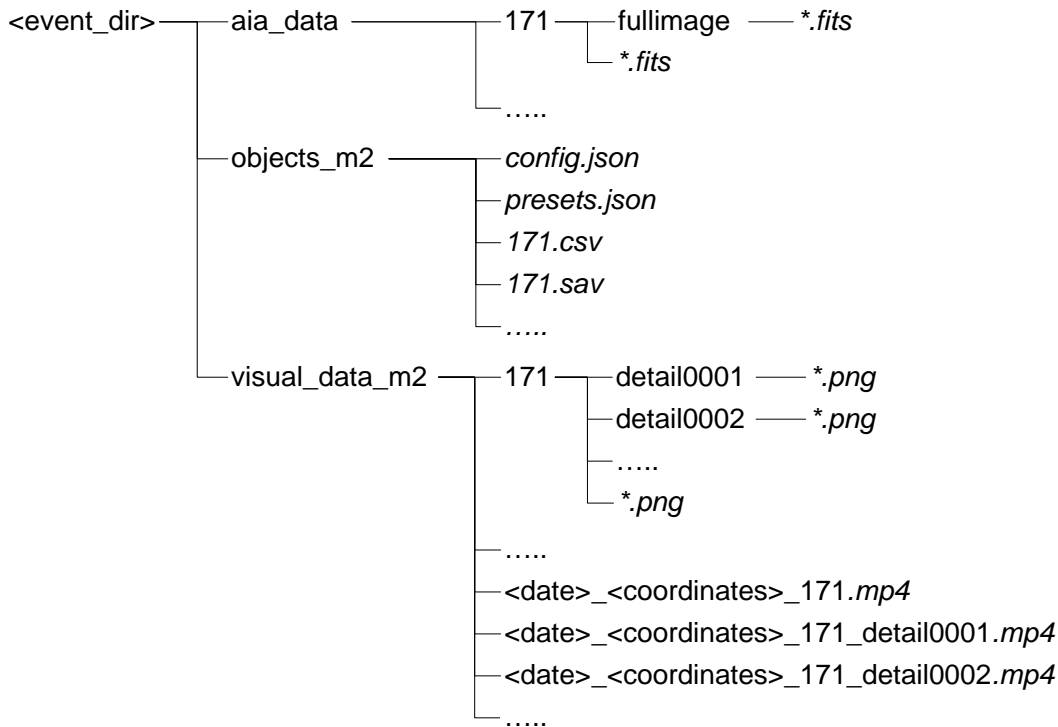 <event_dir> aia_data 171 fullimage *.fits
*.fits
.....
objects_m2 config.json
presets.json
171.csv
171.sav
.....
visual_data_m2 171 detail0001 *.png
detail0002 *.png
.....
*.png
.....
<date>_<coordinates>_171.mp4
<date>_<coordinates>_171_detail0001.mp4
<date>_<coordinates>_171_detail0002.mp4
.....